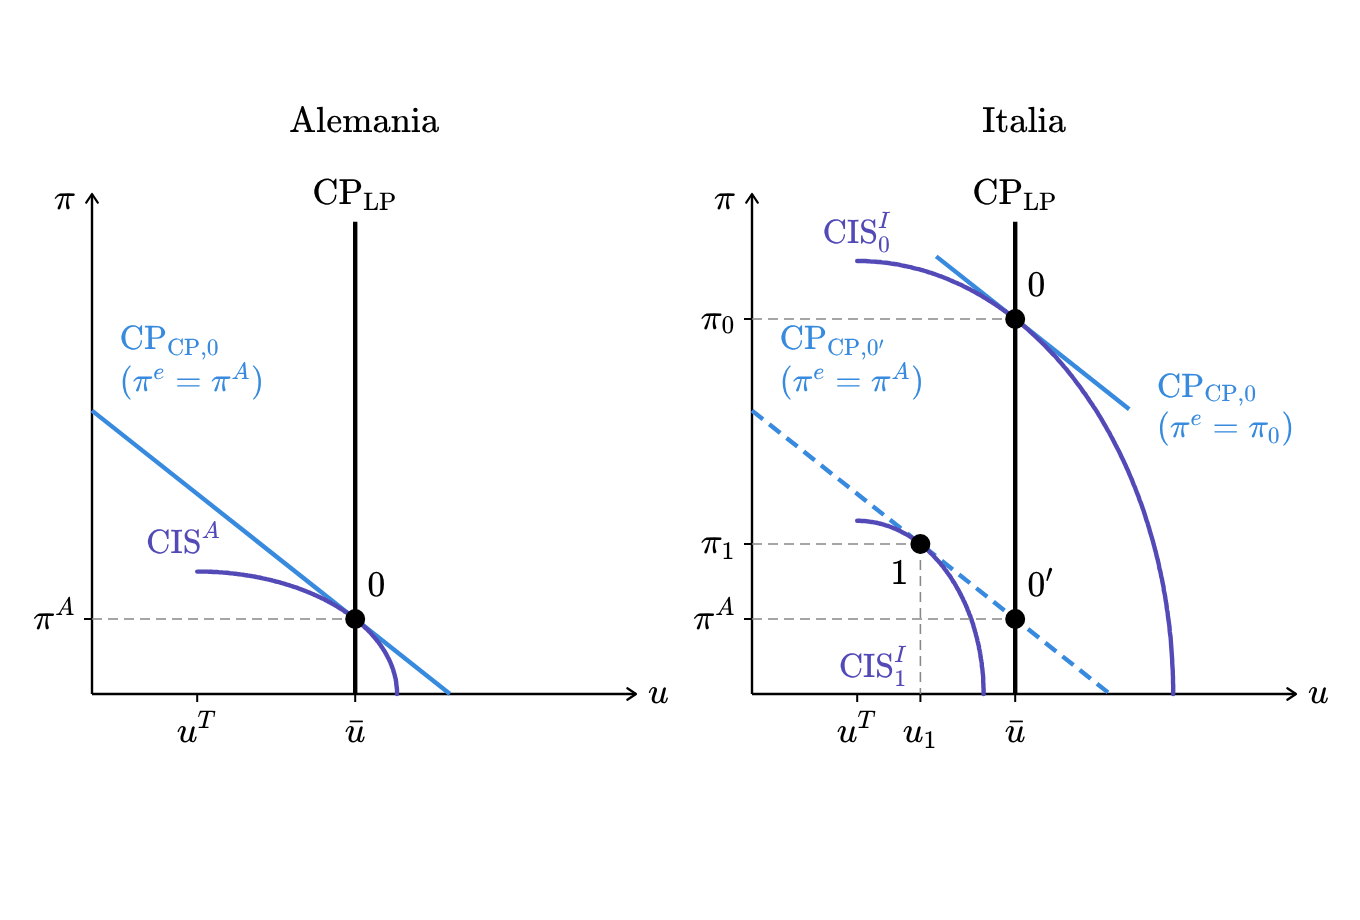 Alemania
π
CP_LP
CP_CP,0
(π^e = π^A)
CIS^A
0
π^A
u
u^T
ū
Italia
π
CP_LP
CIS^I_0
0
π_0
CP_CP,0′
(π^e = π^A)
CP_CP,0
(π^e = π_0)
π_1
1
0′
π^A
CIS^I_1
u
u^T
u_1
ū